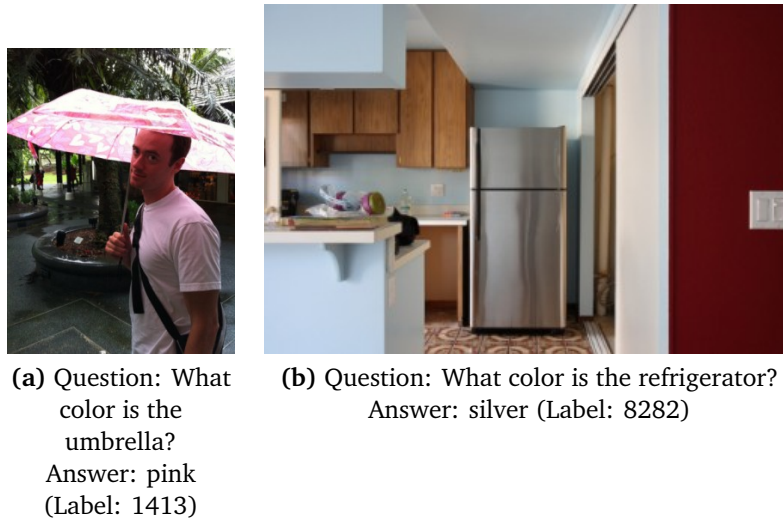 (a) Question: What
color is the
umbrella?
Answer: pink
(Label: 1413)
(b) Question: What color is the refrigerator?
Answer: silver (Label: 8282)